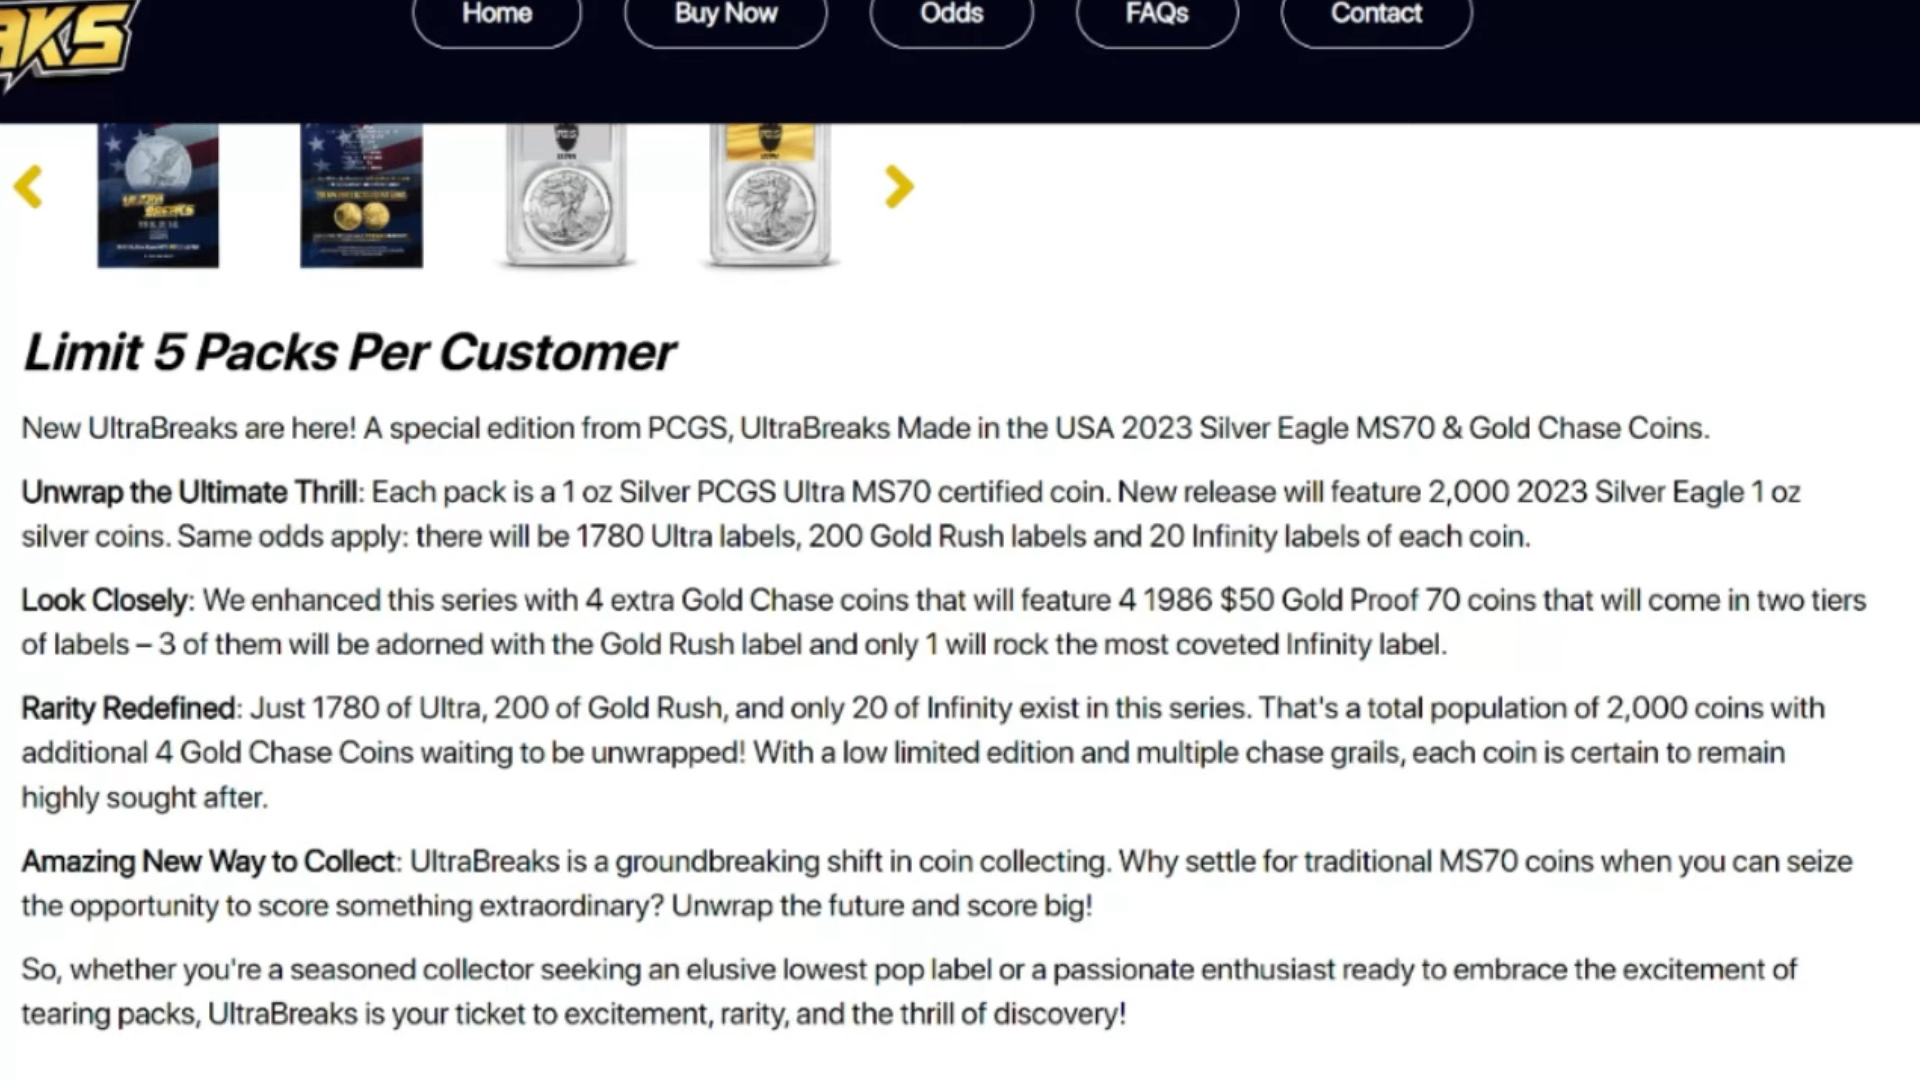 AKS
Home
Buy Now
Odds
FAQs
Contact
ULTRA
BREAKS
Limit 5 Packs Per Customer
New UltraBreaks are here! A special edition from PCGS, UltraBreaks Made in the USA 2023 Silver Eagle MS70 & Gold Chase Coins.
Unwrap the Ultimate Thrill: Each pack is a 1 oz Silver PCGS Ultra MS70 certified coin. New release will feature 2,000 2023 Silver Eagle 1 oz
silver coins. Same odds apply: there will be 1780 Ultra labels, 200 Gold Rush labels and 20 Infinity labels of each coin.
Look Closely: We enhanced this series with 4 extra Gold Chase coins that will feature 4 1986 $50 Gold Proof 70 coins that will come in two tiers
of labels – 3 of them will be adorned with the Gold Rush label and only 1 will rock the most coveted Infinity label.
Rarity Redefined: Just 1780 of Ultra, 200 of Gold Rush, and only 20 of Infinity exist in this series. That's a total population of 2,000 coins with
additional 4 Gold Chase Coins waiting to be unwrapped! With a low limited edition and multiple chase grails, each coin is certain to remain
highly sought after.
Amazing New Way to Collect: UltraBreaks is a groundbreaking shift in coin collecting. Why settle for traditional MS70 coins when you can seize
the opportunity to score something extraordinary? Unwrap the future and score big!
So, whether you're a seasoned collector seeking an elusive lowest pop label or a passionate enthusiast ready to embrace the excitement of
tearing packs, UltraBreaks is your ticket to excitement, rarity, and the thrill of discovery!